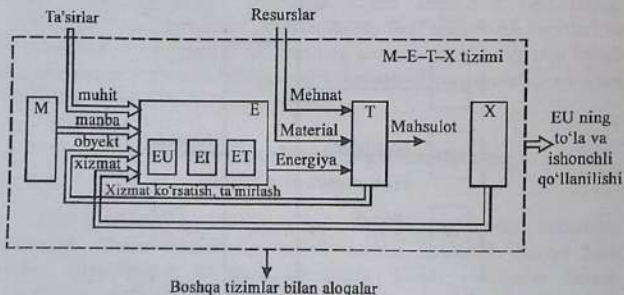 Ta'sirlar
Resurslar
M–E–T–X tizimi
muhit
M
manba
obyekt
xizmat
E
EU
EI
ET
Mehnat
Material
Energiya
T
Mahsulot
X
EU ning
to'la va
ishonchli
qo'llanilishi
Xizmat ko'rsatish, ta'mirlash
Boshqa tizimlar bilan aloqalar